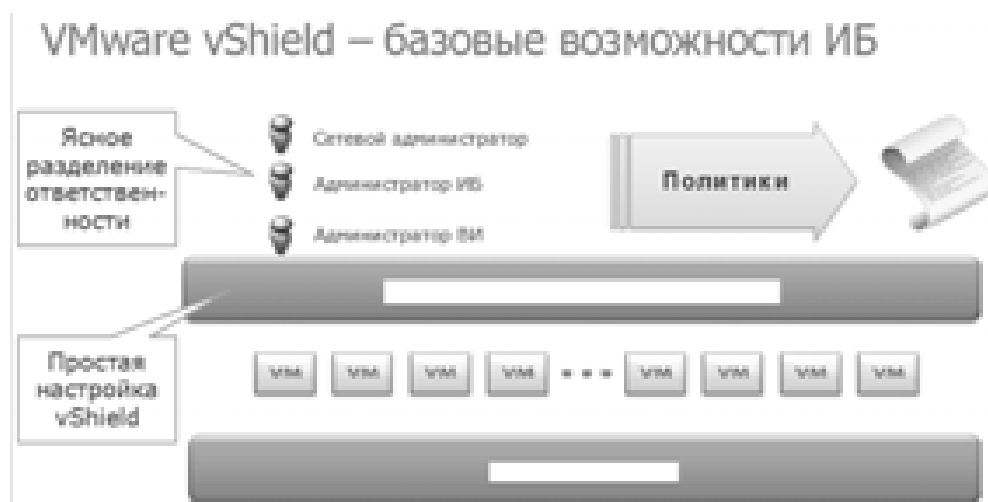 VMware vShield – базовые возможности ИБ
Ясное
разделение
ответствен-
ности
Сетевой администратор
Администратор ИБ
Администратор ВИ
Политики
Простая
настройка
vShield
VM VM VM VM ... VM VM VM VM